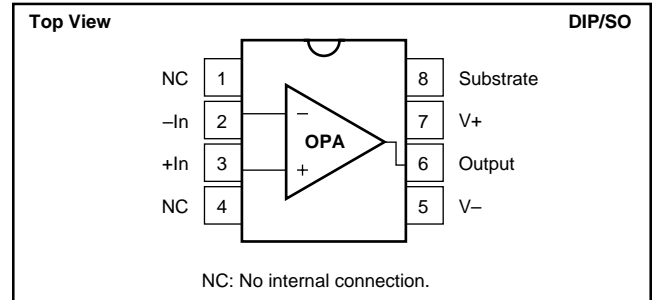 Top View DIP/SO
NC 1 8 Substrate
–In 2 – 7 V+
OPA
+In 3 + 6 Output
NC 4 5 V–
NC: No internal connection.